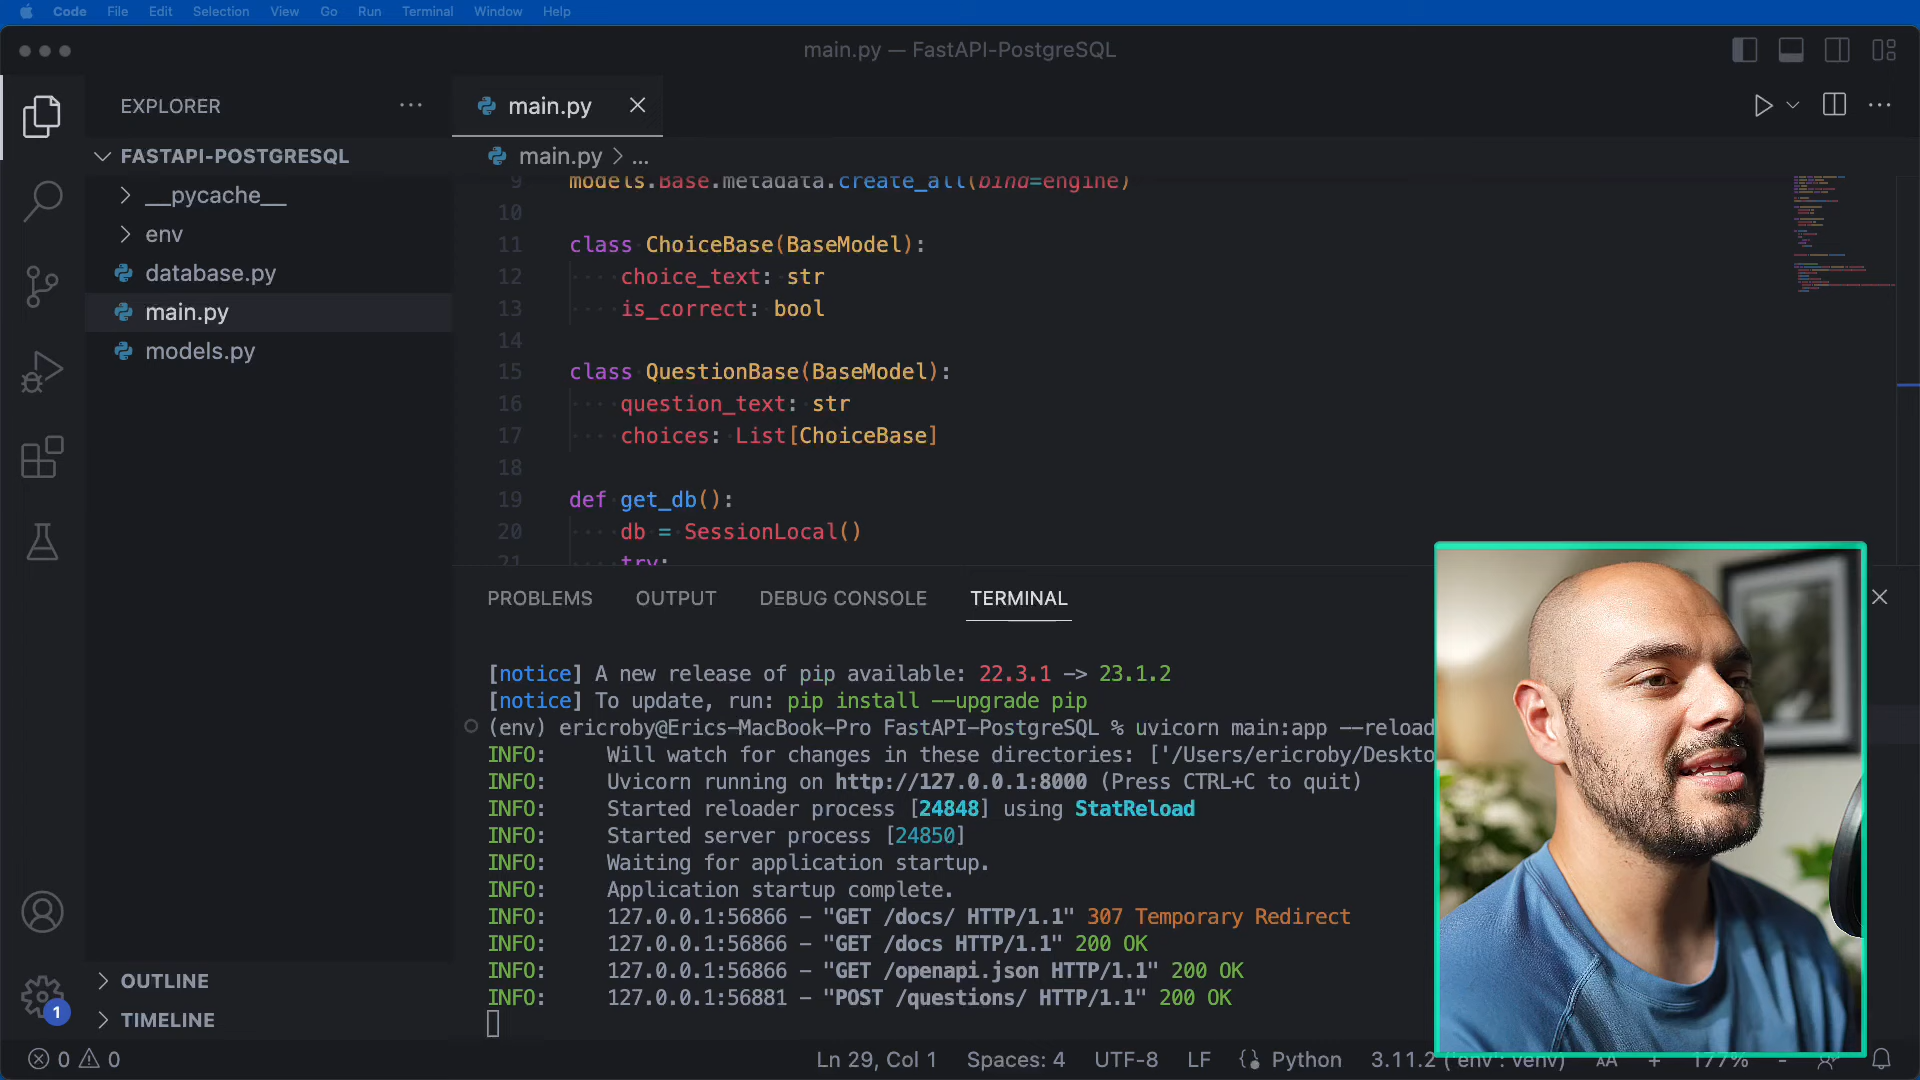 Code File Edit Selection View Go Run Terminal Window Help
main.py — FastAPI-PostgreSQL
EXPLORER
FASTAPI-POSTGRESQL
__pycache__
env
database.py
main.py
models.py
OUTLINE
TIMELINE
1
main.py
main.py > ...
9 models.Base.metadata.create_all(bind=engine)
10
11 class ChoiceBase(BaseModel):
12 choice_text: str
13 is_correct: bool
14
15 class QuestionBase(BaseModel):
16 question_text: str
17 choices: List[ChoiceBase]
18
19 def get_db():
20 db = SessionLocal()
21 try:
PROBLEMS OUTPUT DEBUG CONSOLE TERMINAL
[notice] A new release of pip available: 22.3.1 -> 23.1.2
[notice] To update, run: pip install --upgrade pip
(env) ericroby@Erics-MacBook-Pro FastAPI-PostgreSQL % uvicorn main:app --reload
INFO: Will watch for changes in these directories: ['/Users/ericroby/Deskto
INFO: Uvicorn running on http://127.0.0.1:8000 (Press CTRL+C to quit)
INFO: Started reloader process [24848] using StatReload
INFO: Started server process [24850]
INFO: Waiting for application startup.
INFO: Application startup complete.
INFO: 127.0.0.1:56866 - "GET /docs/ HTTP/1.1" 307 Temporary Redirect
INFO: 127.0.0.1:56866 - "GET /docs HTTP/1.1" 200 OK
INFO: 127.0.0.1:56866 - "GET /openapi.json HTTP/1.1" 200 OK
INFO: 127.0.0.1:56881 - "POST /questions/ HTTP/1.1" 200 OK
0 0 Ln 29, Col 1 Spaces: 4 UTF-8 LF Python 3.11.2 ('env': venv) AA + 177% -